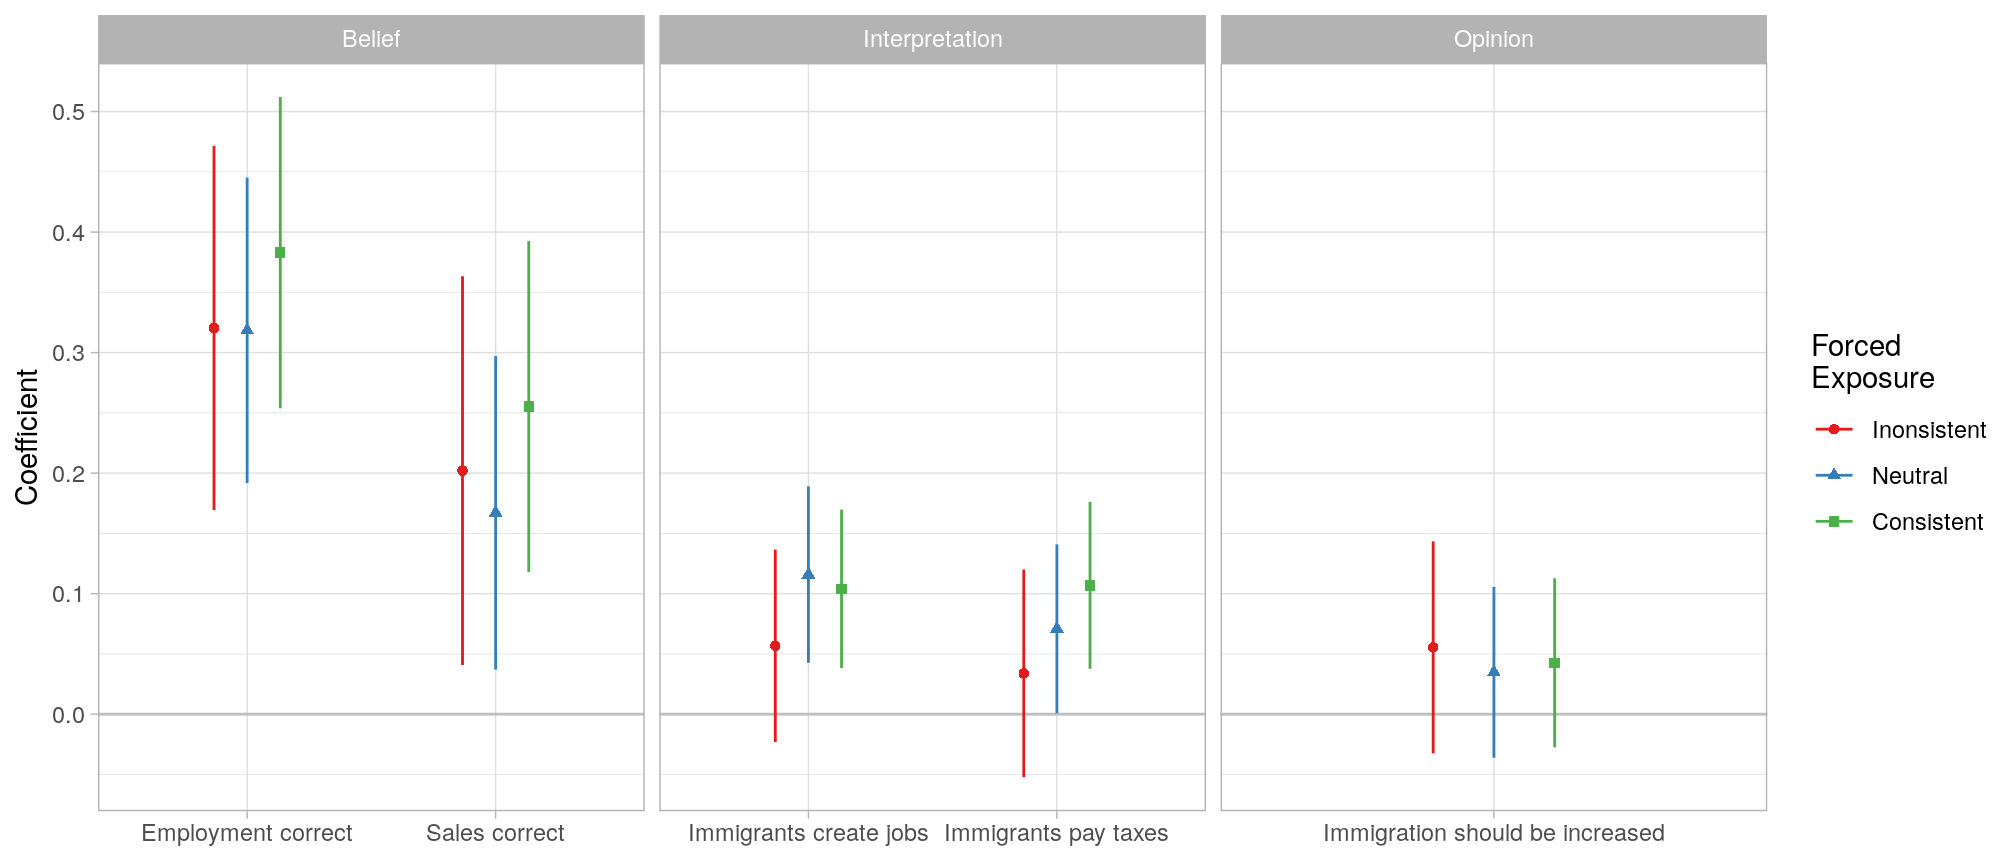 Belief
Interpretation
Opinion
Coefficient
0.5
0.4
0.3
0.2
0.1
0.0
Employment correct
Sales correct
Immigrants create jobs
Immigrants pay taxes
Immigration should be increased
Forced
Exposure
Inonsistent
Neutral
Consistent